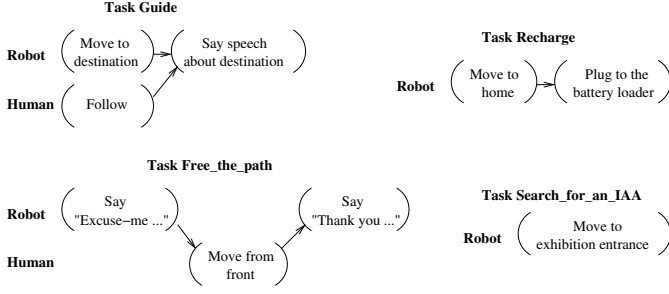 Task Guide
Robot
Move to
destination
Say speech
about destination
Human
Follow
Task Recharge
Robot
Move to
home
Plug to the
battery loader
Task Free_the_path
Robot
Say
"Excuse−me ..."
Say
"Thank you ..."
Human
Move from
front
Task Search_for_an_IAA
Robot
Move to
exhibition entrance